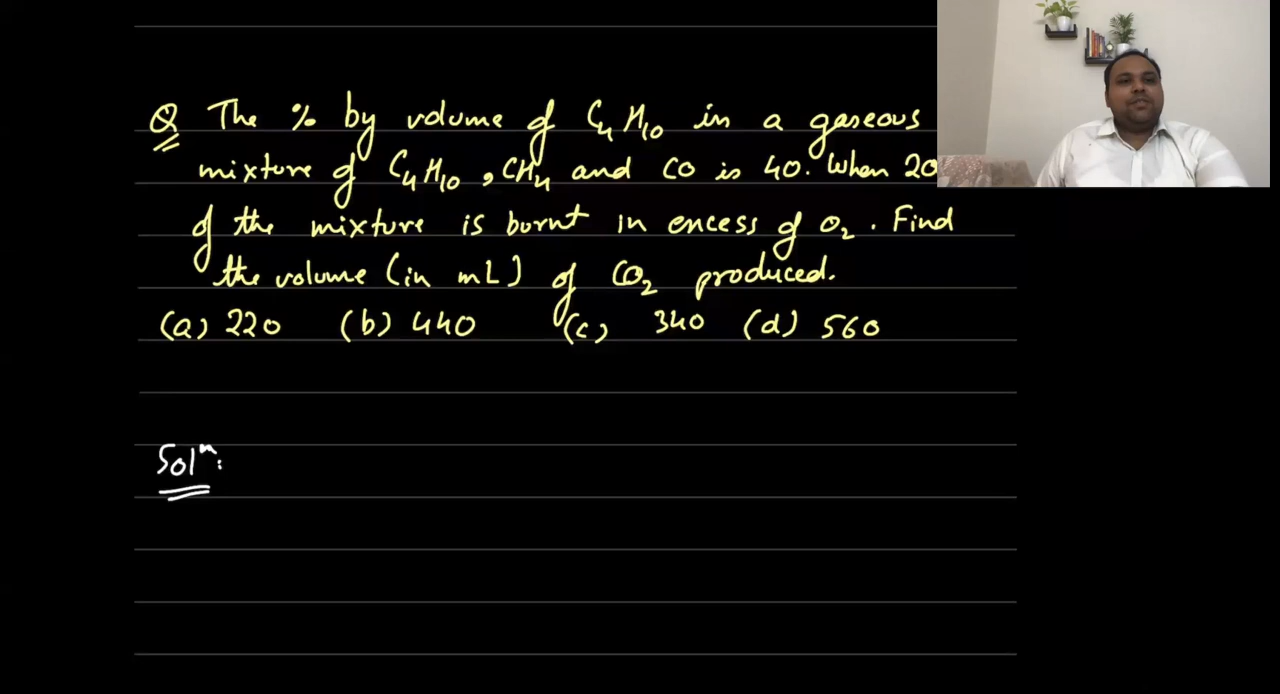 Q The % by volume of C₄H₁₀ in a gaseous
mixture of C₄H₁₀, CH₄ and CO is 40. When 20
of the mixture is burnt in excess of O₂. Find
the volume (in mL) of CO₂ produced.
(a) 220 (b) 440 (c) 340 (d) 560
Solⁿ: